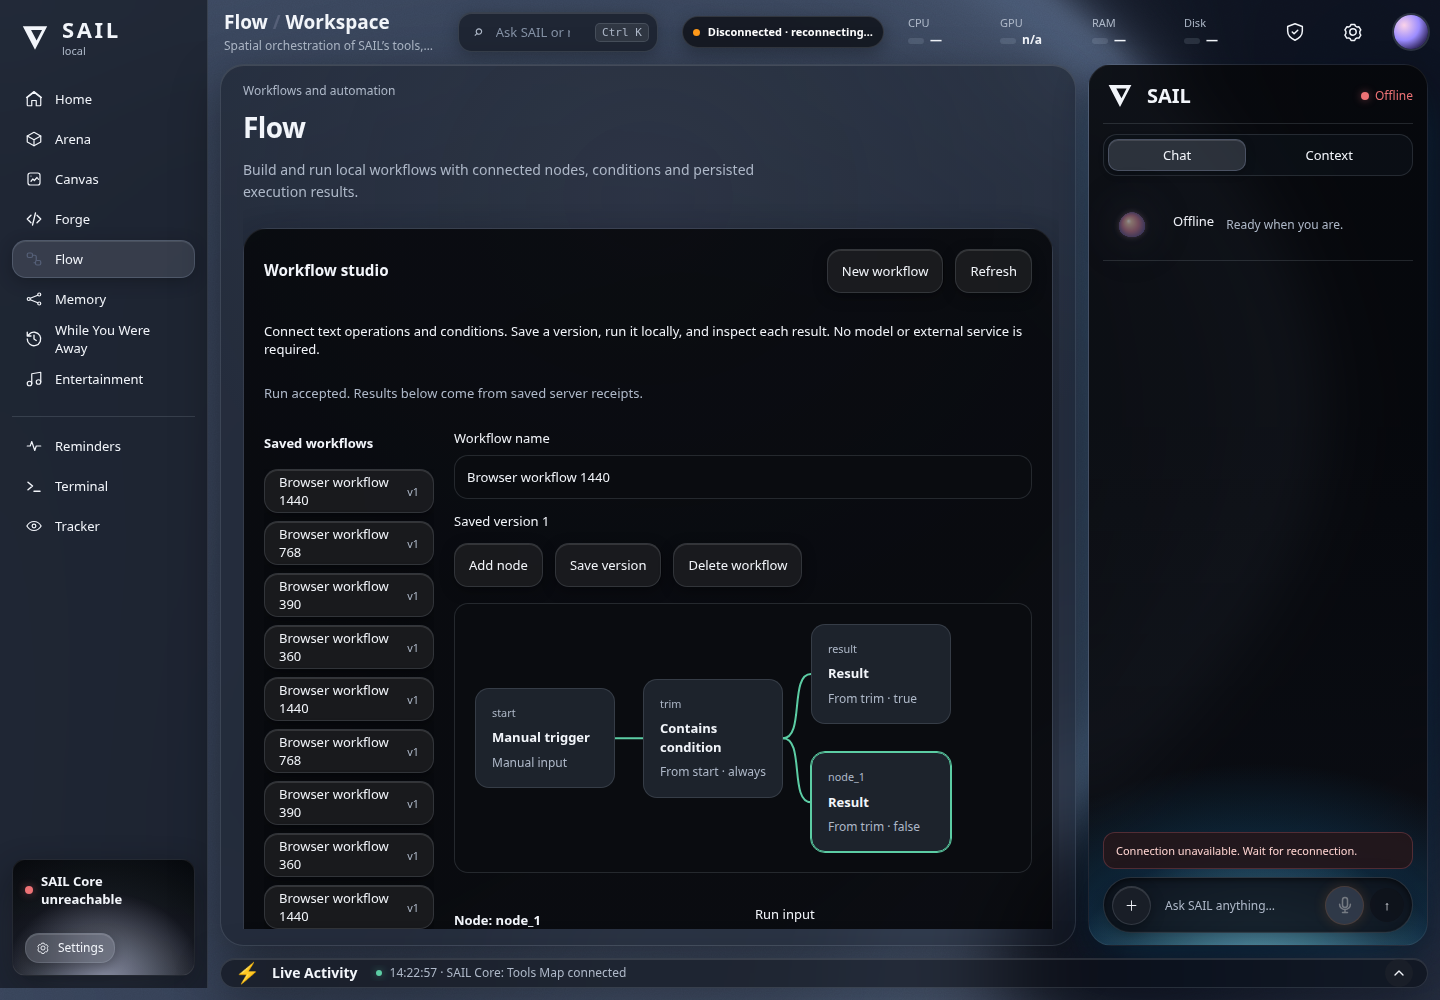 SAIL
local
Home
Arena
Canvas
Forge
Flow
Memory
While You Were
Away
Entertainment
Reminders
Terminal
Tracker
SAIL Core
unreachable
Settings
Flow / Workspace
Spatial orchestration of SAIL's tools,...
Ask SAIL or r
Ctrl K
Disconnected · reconnecting...
CPU
—
GPU
n/a
RAM
—
Disk
—
Workflows and automation
Flow
Build and run local workflows with connected nodes, conditions and persisted
execution results.
Workflow studio
New workflow
Refresh
Connect text operations and conditions. Save a version, run it locally, and inspect each result. No model or external service is
required.
Run accepted. Results below come from saved server receipts.
Saved workflows
Browser workflow
1440
v1
Browser workflow
768
v1
Browser workflow
390
v1
Browser workflow
360
v1
Browser workflow
1440
v1
Browser workflow
768
v1
Browser workflow
390
v1
Browser workflow
360
v1
Browser workflow
1440
v1
Workflow name
Browser workflow 1440
Saved version 1
Add node
Save version
Delete workflow
start
Manual trigger
Manual input
trim
Contains
condition
From start · always
result
Result
From trim · true
node_1
Result
From trim · false
Node: node_1
Run input
SAIL
Offline
Chat
Context
Offline
Ready when you are.
Connection unavailable. Wait for reconnection.
Ask SAIL anything...
Live Activity
14:22:57 · SAIL Core: Tools Map connected